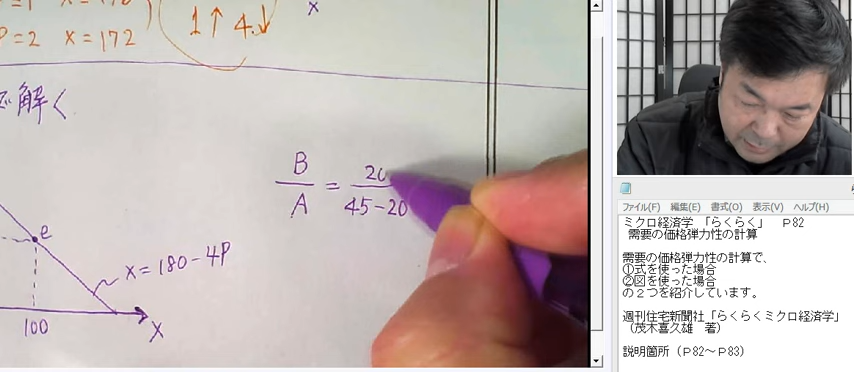 P=2 x=172
1↑ 4↓
x
で解く
B/A = 20/45-20
e
x=180-4P
100
X
ファイル(F) 編集(E) 書式(O) 表示(V) ヘルプ(H)
ミクロ経済学 「らくらく」 P82
需要の価格弾力性の計算
需要の価格弾力性の計算で、
①式を使った場合
②図を使った場合
の2つを紹介しています。
週刊住宅新聞社「らくらくミクロ経済学」
(茂木喜久雄 著)
説明箇所(P82~P83)